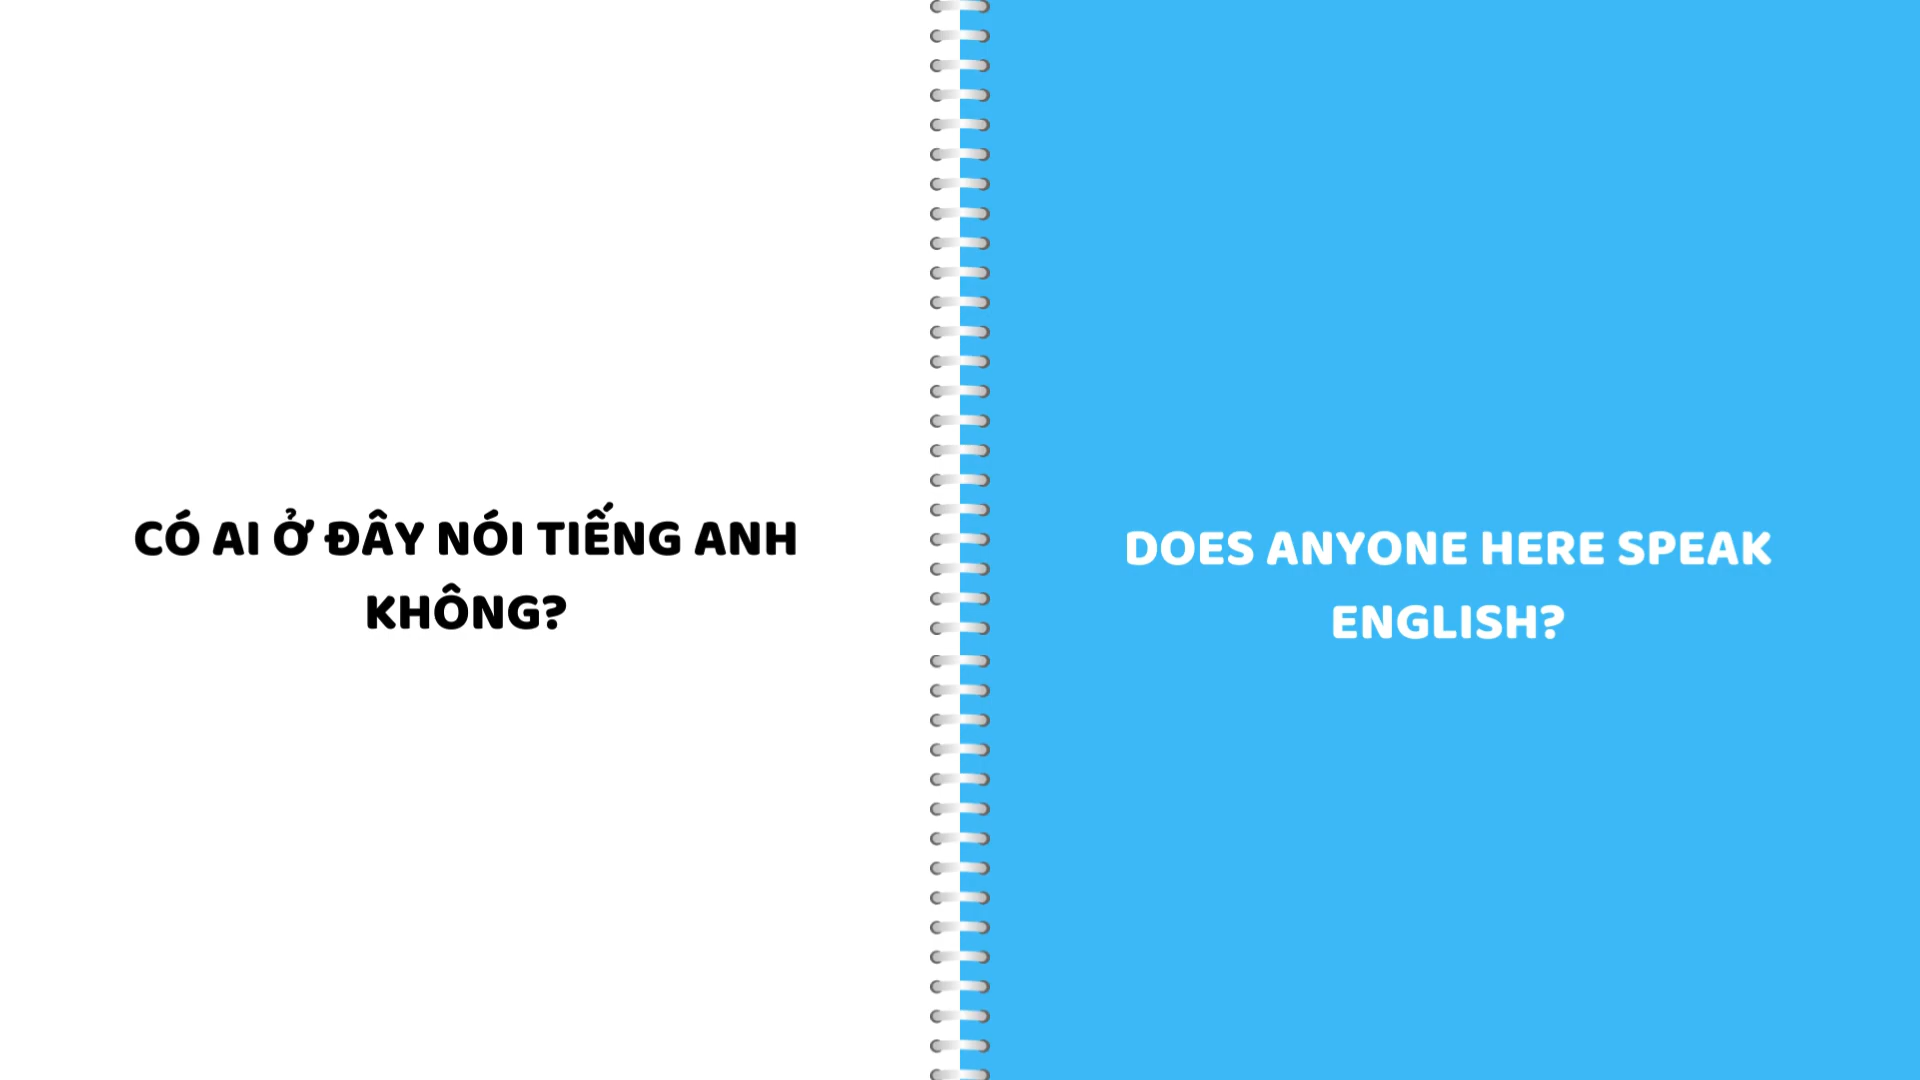 CÓ AI Ở ĐÂY NÓI TIẾNG ANH
KHÔNG?
DOES ANYONE HERE SPEAK
ENGLISH?